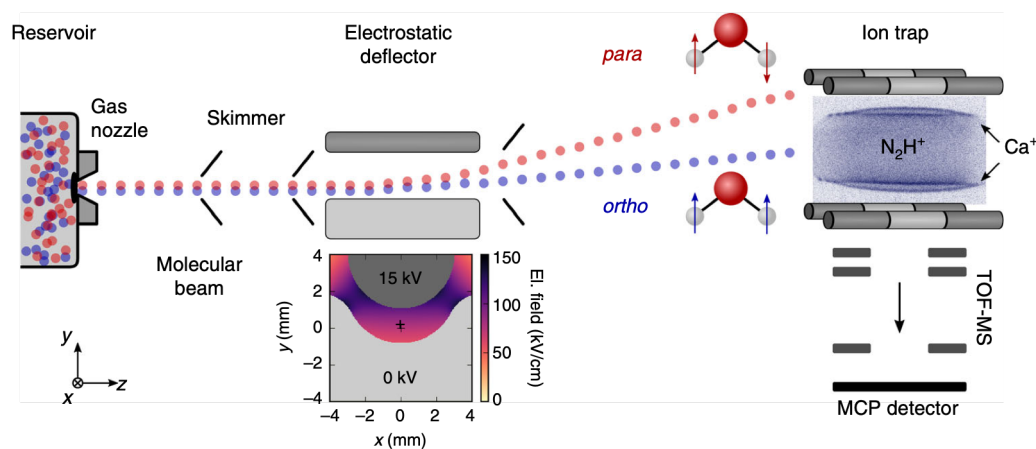 Reservoir
Electrostatic
deflector
para
Ion trap
Gas
nozzle
Skimmer
N₂H⁺
Ca⁺
ortho
Molecular
beam
15 kV
0 kV
4
2
0
−2
−4
y (mm)
−4 −2 0 2 4
x (mm)
150
100
50
0
El. field (kV/cm)
TOF-MS
MCP detector
y
x
z